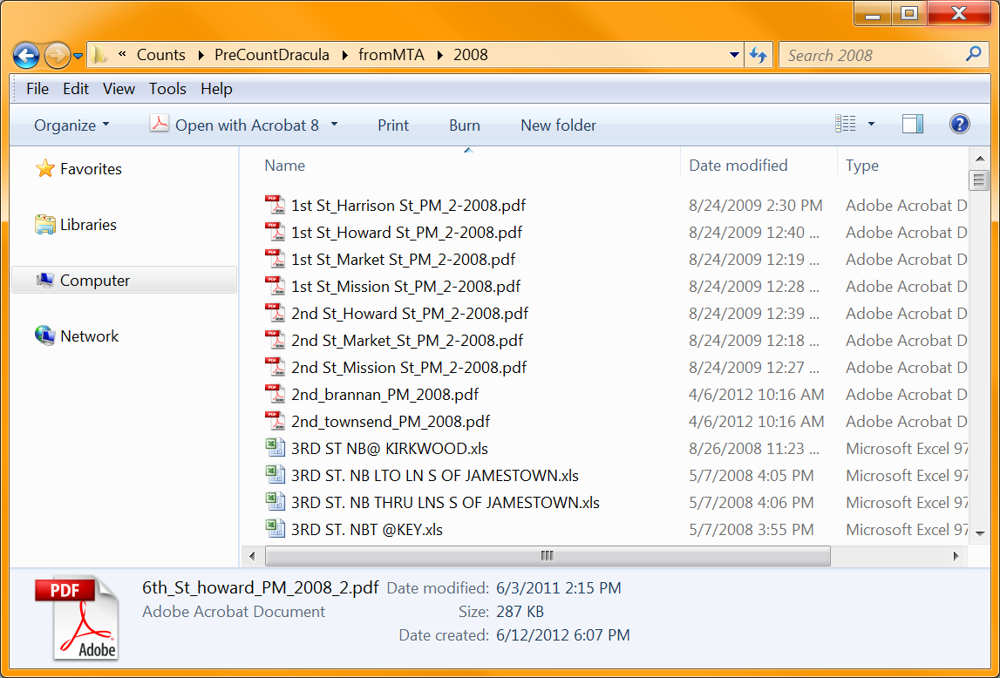 « Counts PreCountDracula fromMTA 2008 Search 2008
File Edit View Tools Help
Organize Open with Acrobat 8 Print Burn New folder ?
Favorites
Libraries
Computer
Network
Name Date modified Type
1st St_Harrison St_PM_2-2008.pdf 8/24/2009 2:30 PM Adobe Acrobat D
1st St_Howard St_PM_2-2008.pdf 8/24/2009 12:40 ... Adobe Acrobat D
1st St_Market St_PM_2-2008.pdf 8/24/2009 12:19 ... Adobe Acrobat D
1st St_Mission St_PM_2-2008.pdf 8/24/2009 12:28 ... Adobe Acrobat D
2nd St_Howard St_PM_2-2008.pdf 8/24/2009 12:39 ... Adobe Acrobat D
2nd St_Market_St_PM_2-2008.pdf 8/24/2009 12:18 ... Adobe Acrobat D
2nd St_Mission St_PM_2-2008.pdf 8/24/2009 12:27 ... Adobe Acrobat D
2nd_brannan_PM_2008.pdf 4/6/2012 10:16 AM Adobe Acrobat D
2nd_townsend_PM_2008.pdf 4/6/2012 10:16 AM Adobe Acrobat D
3RD ST NB@ KIRKWOOD.xls 8/26/2008 11:23 ... Microsoft Excel 97
3RD ST. NB LTO LN S OF JAMESTOWN.xls 5/7/2008 4:05 PM Microsoft Excel 97
3RD ST. NB THRU LNS S OF JAMESTOWN.xls 5/7/2008 4:06 PM Microsoft Excel 97
3RD ST. NBT @KEY.xls 5/7/2008 3:55 PM Microsoft Excel 97
PDF
Adobe
6th_St_howard_PM_2008_2.pdf Date modified: 6/3/2011 2:15 PM
Adobe Acrobat Document Size: 287 KB
Date created: 6/12/2012 6:07 PM